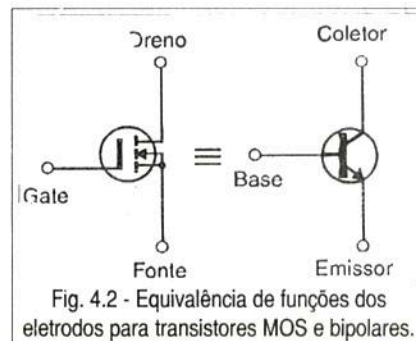 Dreno
Coletor
Gate
Base
Fonte
Emissor
Fig. 4.2 - Equivalência de funções dos
eletrodos para transistores MOS e bipolares.